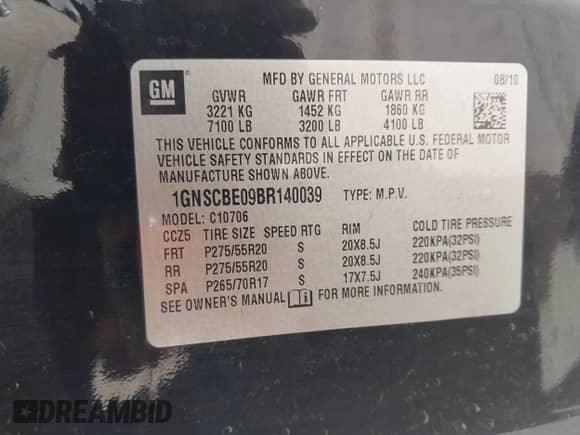 GM
MFD BY GENERAL MOTORS LLC 08/10
GVWR GAWR FRT GAWR RR
3221 KG 1452 KG 1860 KG
7100 LB 3200 LB 4100 LB
THIS VEHICLE CONFORMS TO ALL APPLICABLE U.S. FEDERAL MOTOR
VEHICLE SAFETY STANDARDS IN EFFECT ON THE DATE OF
MANUFACTURE SHOWN ABOVE.
1GNSCBE09BR140039 TYPE: M.P.V.
MODEL: C10706
CCZ5 TIRE SIZE SPEED RTG RIM COLD TIRE PRESSURE
FRT P275/55R20 S 20X8.5J 220KPA(32PSI)
RR P275/55R20 S 20X8.5J 220KPA(32PSI)
SPA P265/70R17 S 17X7.5J 240KPA(35PSI)
SEE OWNER'S MANUAL FOR MORE INFORMATION.
DREAMBID